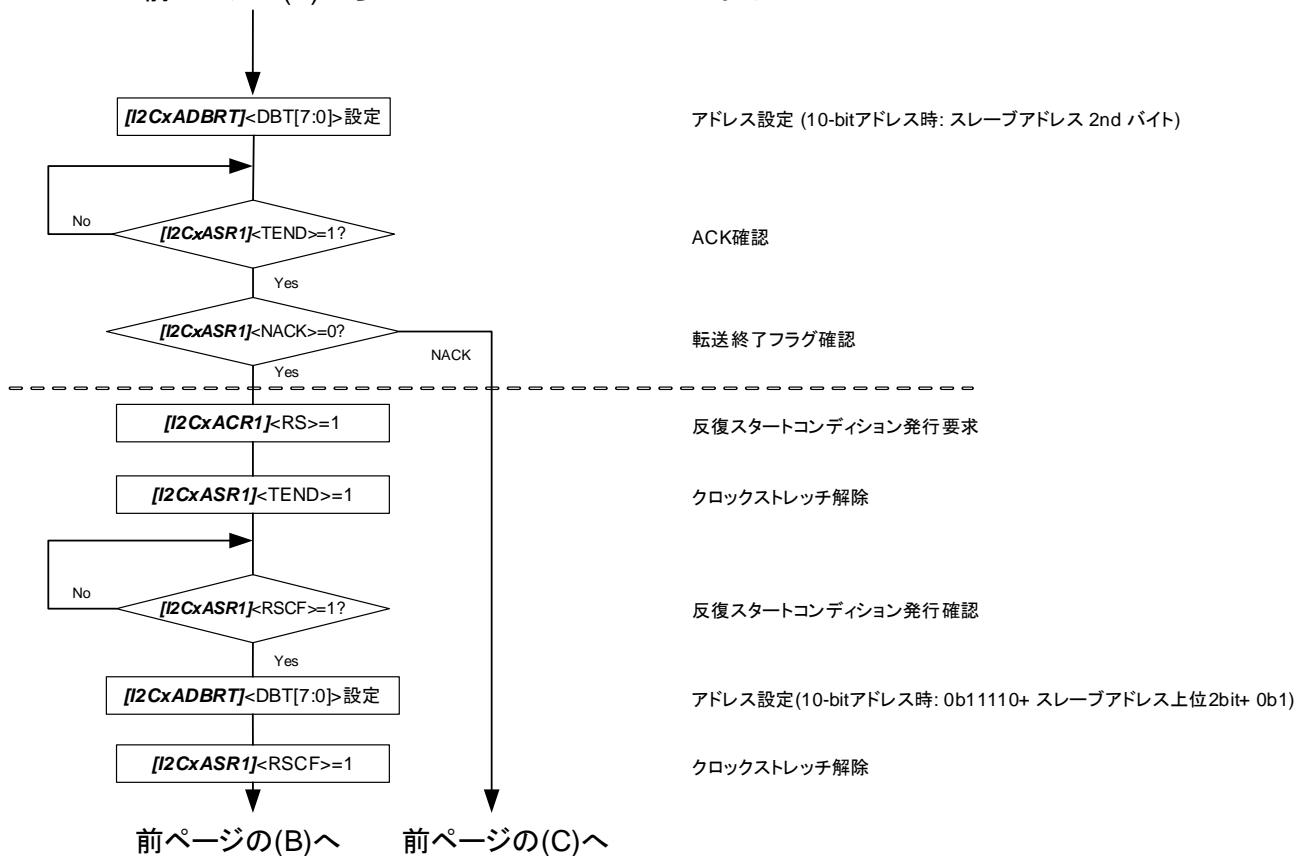 [I2CxADBRT]<DBT[7:0]>設定 アドレス設定 (10-bitアドレス時: スレーブアドレス 2nd バイト)
No
[I2CxASR1]<TEND>=1? ACK確認
Yes
[I2CxASR1]<NACK>=0? 転送終了フラグ確認
NACK
Yes
[I2CxACR1]<RS>=1 反復スタートコンディション発行要求
[I2CxASR1]<TEND>=1 クロックストレッチ解除
No
[I2CxASR1]<RSCF>=1? 反復スタートコンディション発行確認
Yes
[I2CxADBRT]<DBT[7:0]>設定 アドレス設定(10-bitアドレス時: 0b11110+ スレーブアドレス上位2bit+ 0b1)
[I2CxASR1]<RSCF>=1 クロックストレッチ解除
前ページの(B)へ 前ページの(C)へ